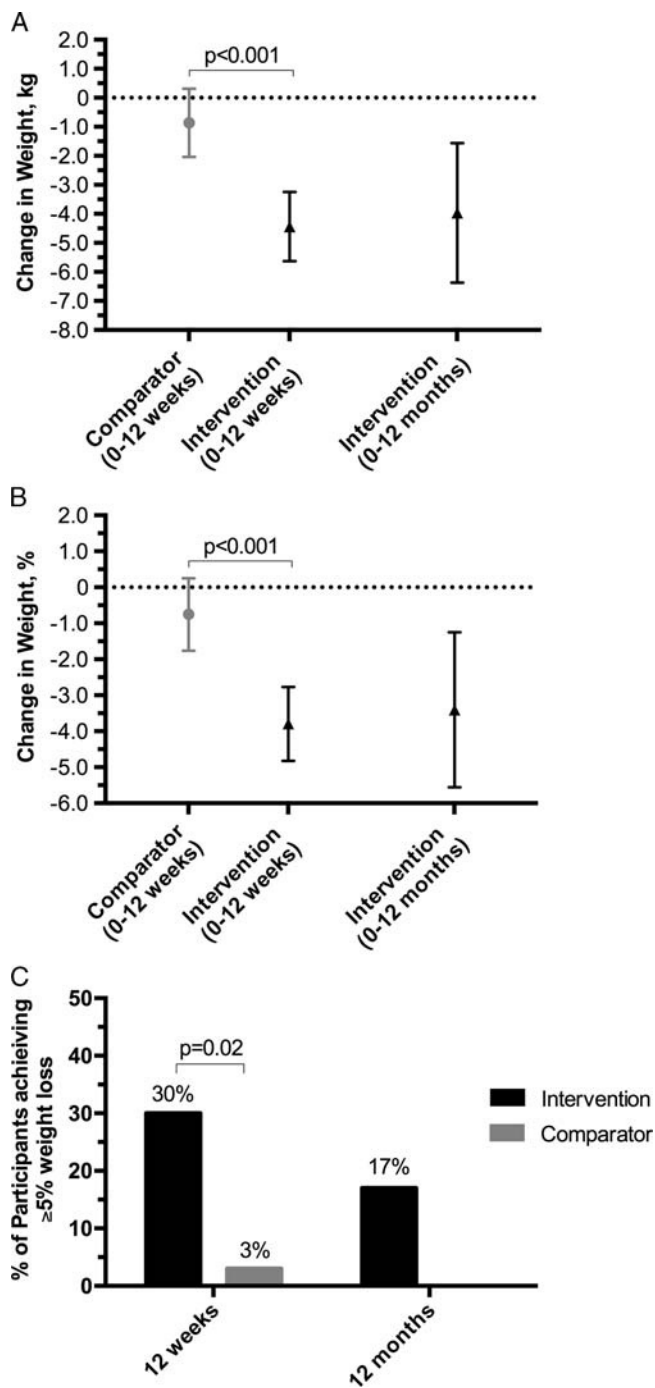 A
Change in Weight, kg
2.0
1.0
0
-1.0
-2.0
-3.0
-4.0
-5.0
-6.0
-7.0
-8.0
p<0.001
Comparator
(0-12 weeks)
Intervention
(0-12 weeks)
Intervention
(0-12 months)
B
Change in Weight, %
2.0
1.0
0
-1.0
-2.0
-3.0
-4.0
-5.0
-6.0
p<0.001
Comparator
(0-12 weeks)
Intervention
(0-12 weeks)
Intervention
(0-12 months)
C
% of Participants achieiving
≥5% weight loss
50
40
30
20
10
0
p=0.02
30%
3%
17%
Intervention
Comparator
12 weeks
12 months